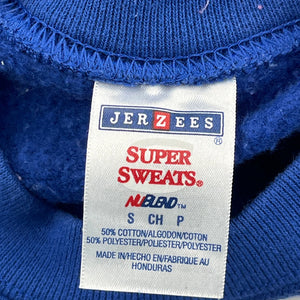 JERZEES
®
SUPER
SWEATS®
NUBLEND™
S CH P
50% COTTON/ALGODON/COTON
50% POLYESTER/POLIESTER/POLYESTER
MADE IN/HECHO EN/FABRIQUE AU
HONDURAS